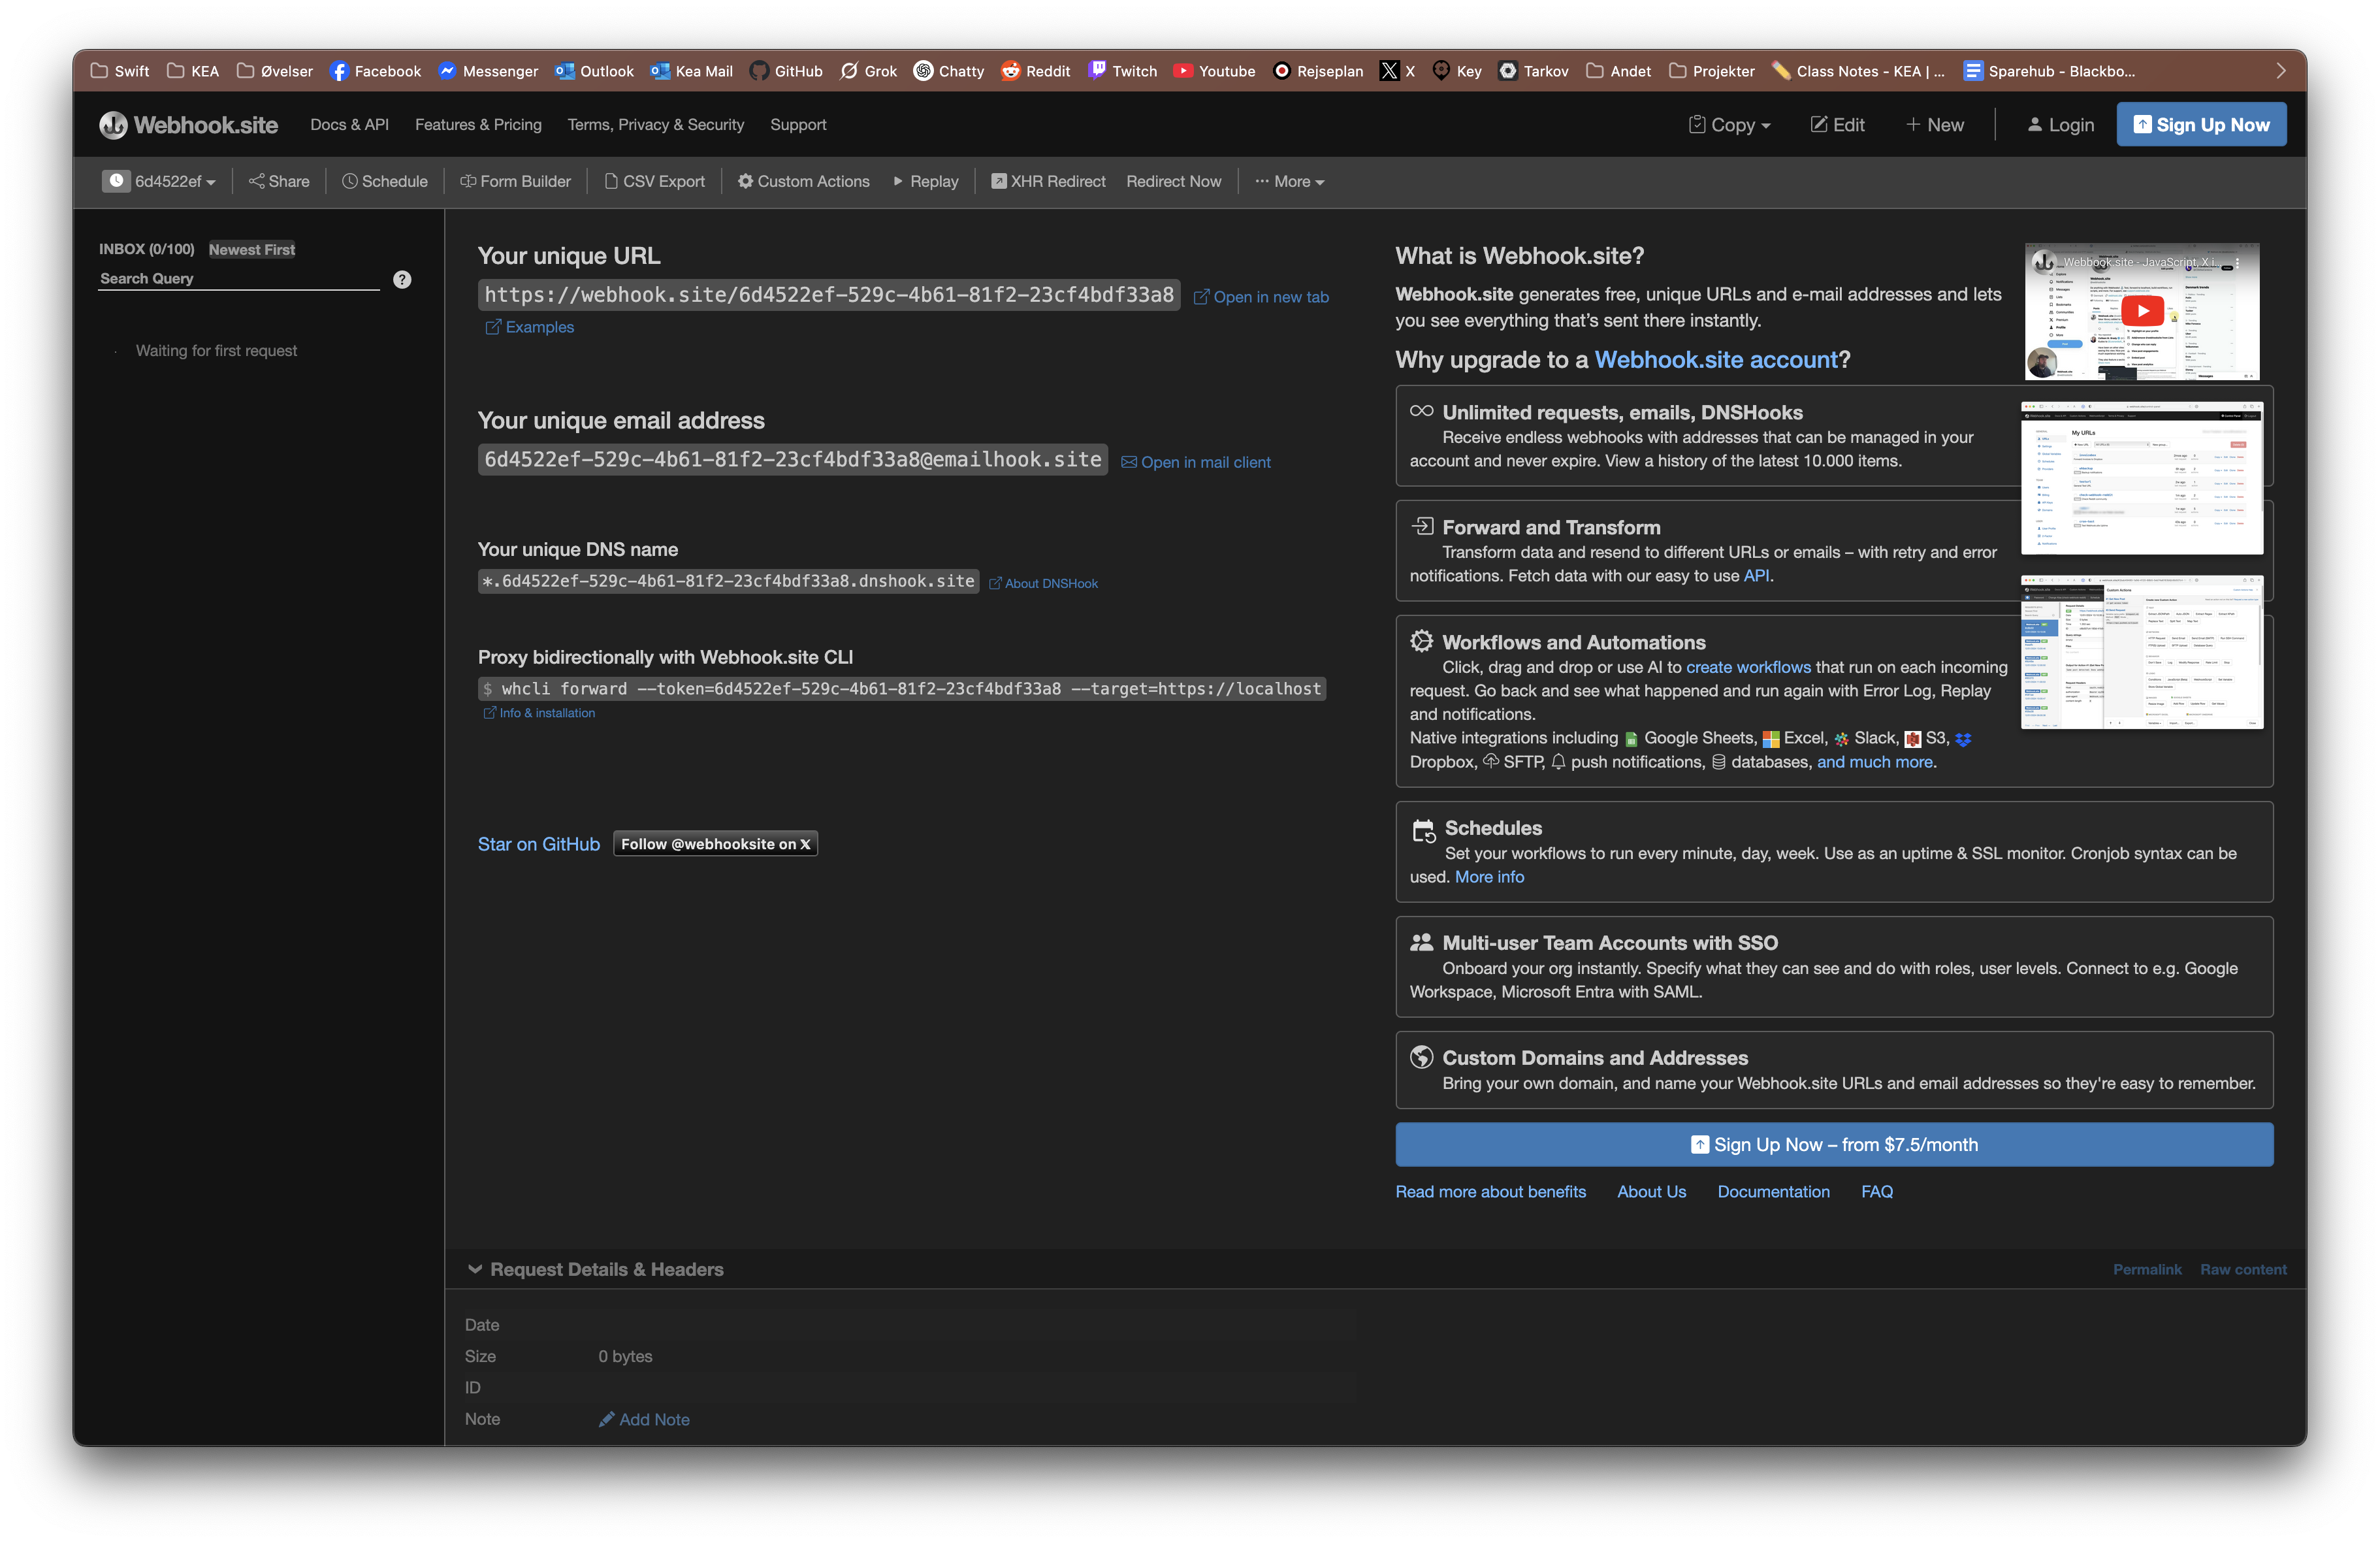 Swift KEA Øvelser Facebook Messenger Outlook Kea Mail GitHub Grok Chatty Reddit Twitch Youtube Rejseplan X Key Tarkov Andet Projekter Class Notes - KEA | ... Sparehub - Blackbo...
Webhook.site Docs & API Features & Pricing Terms, Privacy & Security Support Copy Edit + New Login Sign Up Now
6d4522ef Share Schedule Form Builder CSV Export Custom Actions Replay XHR Redirect Redirect Now ... More
INBOX (0/100) Newest First
Search Query ?
Waiting for first request
Your unique URL
https://webhook.site/6d4522ef-529c-4b61-81f2-23cf4bdf33a8 Open in new tab
Examples
Your unique email address
6d4522ef-529c-4b61-81f2-23cf4bdf33a8@emailhook.site Open in mail client
Your unique DNS name
*.6d4522ef-529c-4b61-81f2-23cf4bdf33a8.dnshook.site About DNSHook
Proxy bidirectionally with Webhook.site CLI
$ whcli forward --token=6d4522ef-529c-4b61-81f2-23cf4bdf33a8 --target=https://localhost
Info & installation
Star on GitHub Follow @webhooksite on X
What is Webhook.site?
Webhook.site generates free, unique URLs and e-mail addresses and lets
you see everything that's sent there instantly.
Why upgrade to a Webhook.site account?
Webhook.site - JavaScript, X i...
Unlimited requests, emails, DNSHooks
Receive endless webhooks with addresses that can be managed in your
account and never expire. View a history of the latest 10.000 items.
My URLs
Forward and Transform
Transform data and resend to different URLs or emails – with retry and error
notifications. Fetch data with our easy to use API.
Workflows and Automations
Click, drag and drop or use AI to create workflows that run on each incoming
request. Go back and see what happened and run again with Error Log, Replay
and notifications.
Native integrations including Google Sheets, Excel, Slack, S3,
Dropbox, SFTP, push notifications, databases, and much more.
Custom Actions
Schedules
Set your workflows to run every minute, day, week. Use as an uptime & SSL monitor. Cronjob syntax can be
used. More info
Multi-user Team Accounts with SSO
Onboard your org instantly. Specify what they can see and do with roles, user levels. Connect to e.g. Google
Workspace, Microsoft Entra with SAML.
Custom Domains and Addresses
Bring your own domain, and name your Webhook.site URLs and email addresses so they're easy to remember.
Sign Up Now – from $7.5/month
Read more about benefits About Us Documentation FAQ
Request Details & Headers Permalink Raw content
Date
Size 0 bytes
ID
Note Add Note